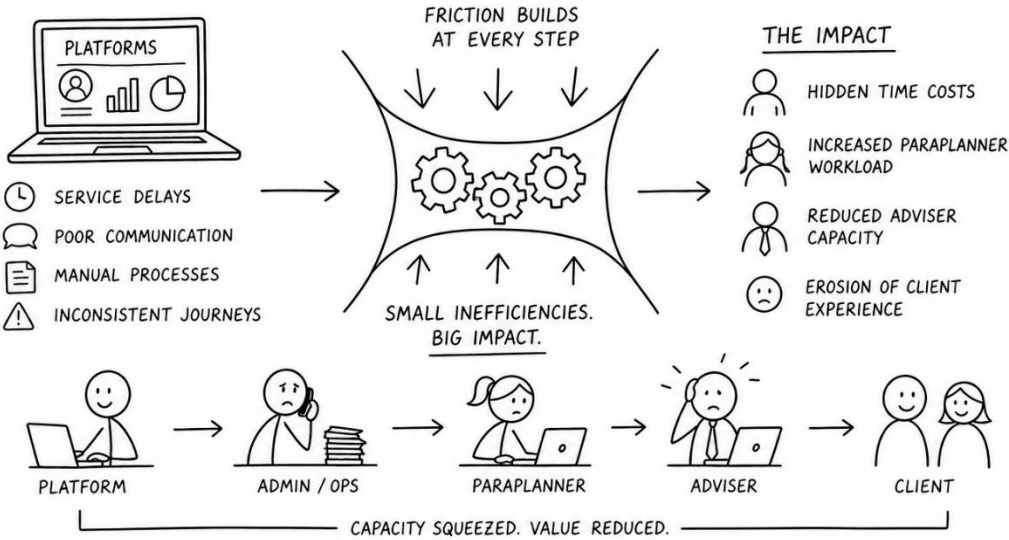 PLATFORMS
SERVICE DELAYS
POOR COMMUNICATION
MANUAL PROCESSES
INCONSISTENT JOURNEYS
FRICTION BUILDS
AT EVERY STEP
SMALL INEFFICIENCIES.
BIG IMPACT.
THE IMPACT
HIDDEN TIME COSTS
INCREASED PARAPLANNER
WORKLOAD
REDUCED ADVISER
CAPACITY
EROSION OF CLIENT
EXPERIENCE
PLATFORM
ADMIN / OPS
PARAPLANNER
ADVISER
CLIENT
CAPACITY SQUEEZED. VALUE REDUCED.